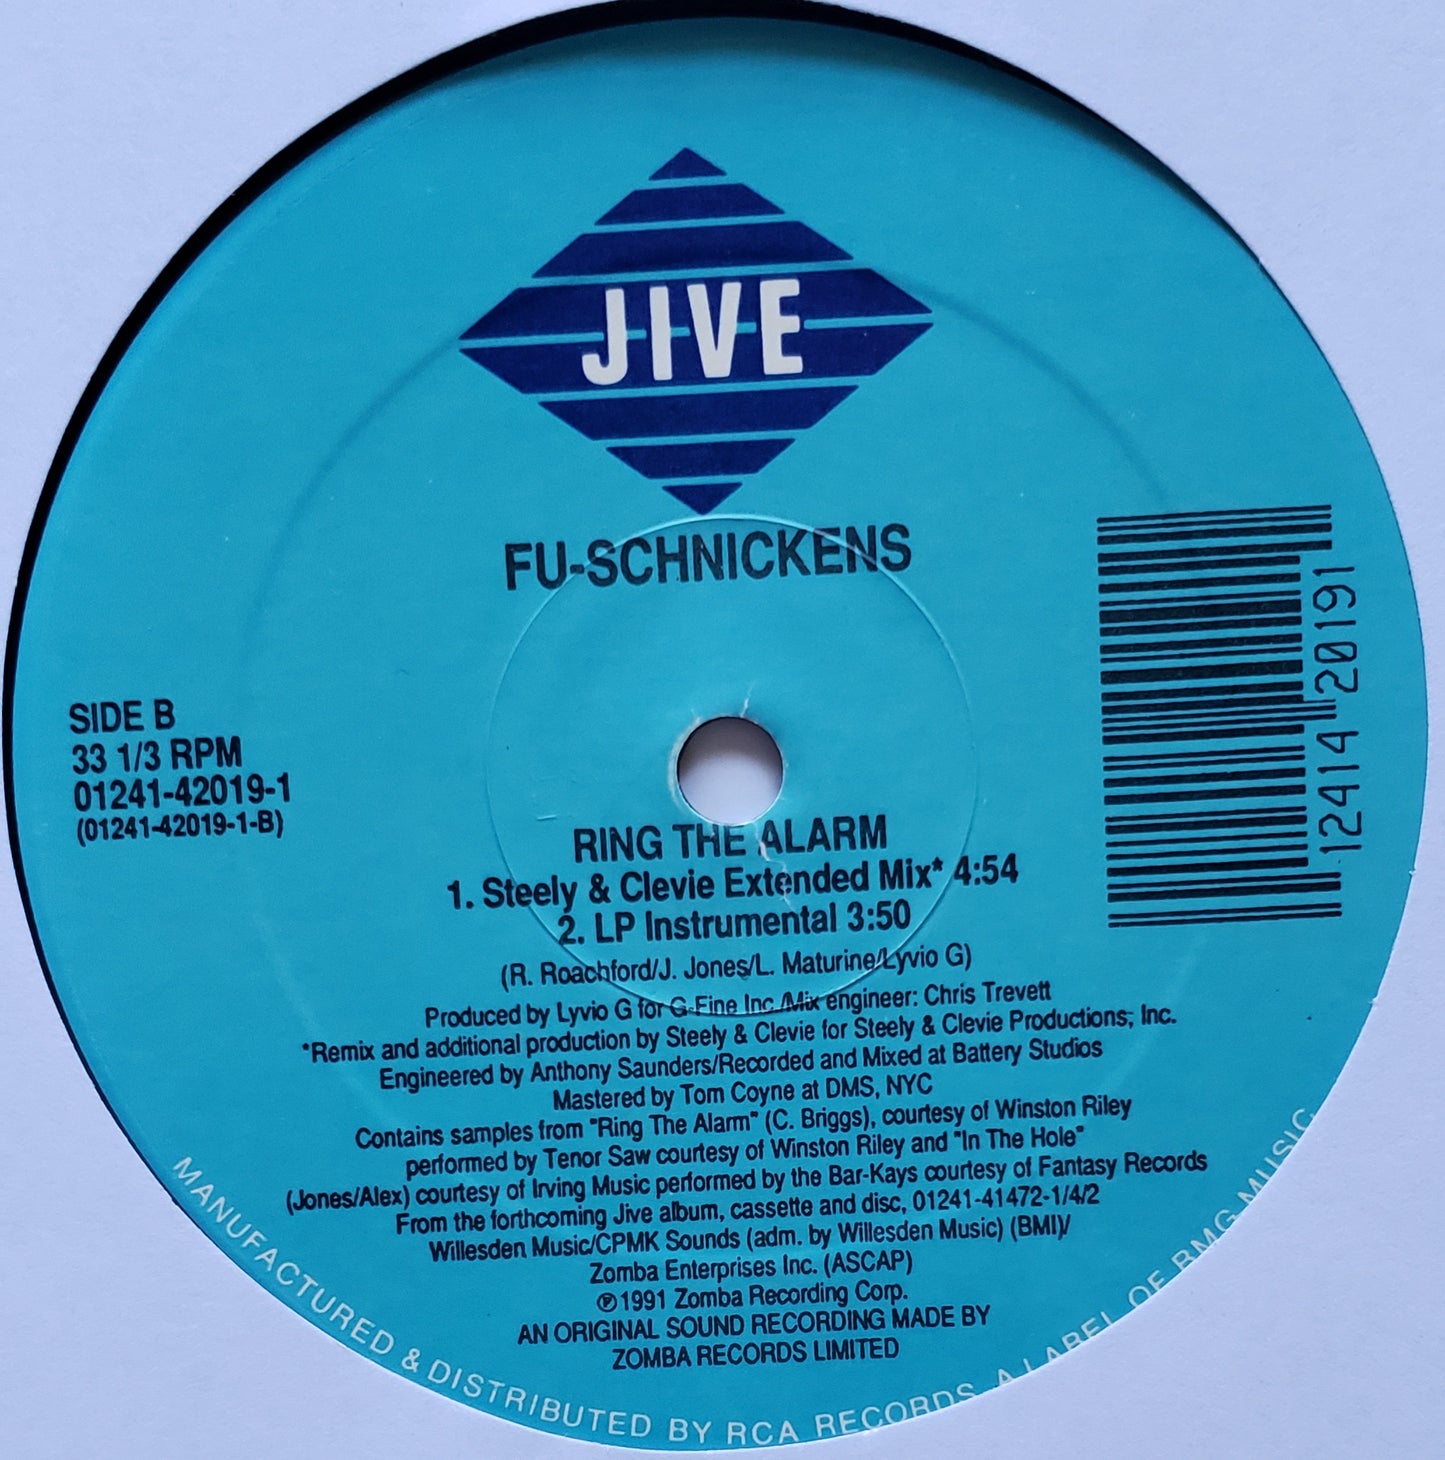 JIVE
FU-SCHNICKENS
SIDE B
33 1/3 RPM
01241-42019-1
(01241-42019-1-B)
12414 20191
RING THE ALARM
1. Steely & Clevie Extended Mix* 4:54
2. LP Instrumental 3:50
(R. Roachford/J. Jones/L. Maturine/Lyvio G)
Produced by Lyvio G for G-Fine Inc./Mix engineer: Chris Trevett
*Remix and additional production by Steely & Clevie for Steely & Clevie Productions, Inc.
Engineered by Anthony Saunders/Recorded and Mixed at Battery Studios
Mastered by Tom Coyne at DMS, NYC
Contains samples from "Ring The Alarm" (C. Briggs), courtesy of Winston Riley
performed by Tenor Saw courtesy of Winston Riley and "In The Hole"
(Jones/Alex) courtesy of Irving Music performed by the Bar-Kays courtesy of Fantasy Records
From the forthcoming Jive album, cassette and disc, 01241-41472-1/4/2
Willesden Music/CPMK Sounds (adm. by Willesden Music) (BMI)/
Zomba Enterprises Inc. (ASCAP)
℗1991 Zomba Recording Corp.
AN ORIGINAL SOUND RECORDING MADE BY
ZOMBA RECORDS LIMITED
MANUFACTURED & DISTRIBUTED BY RCA RECORDS, A LABEL OF BMG MUSIC